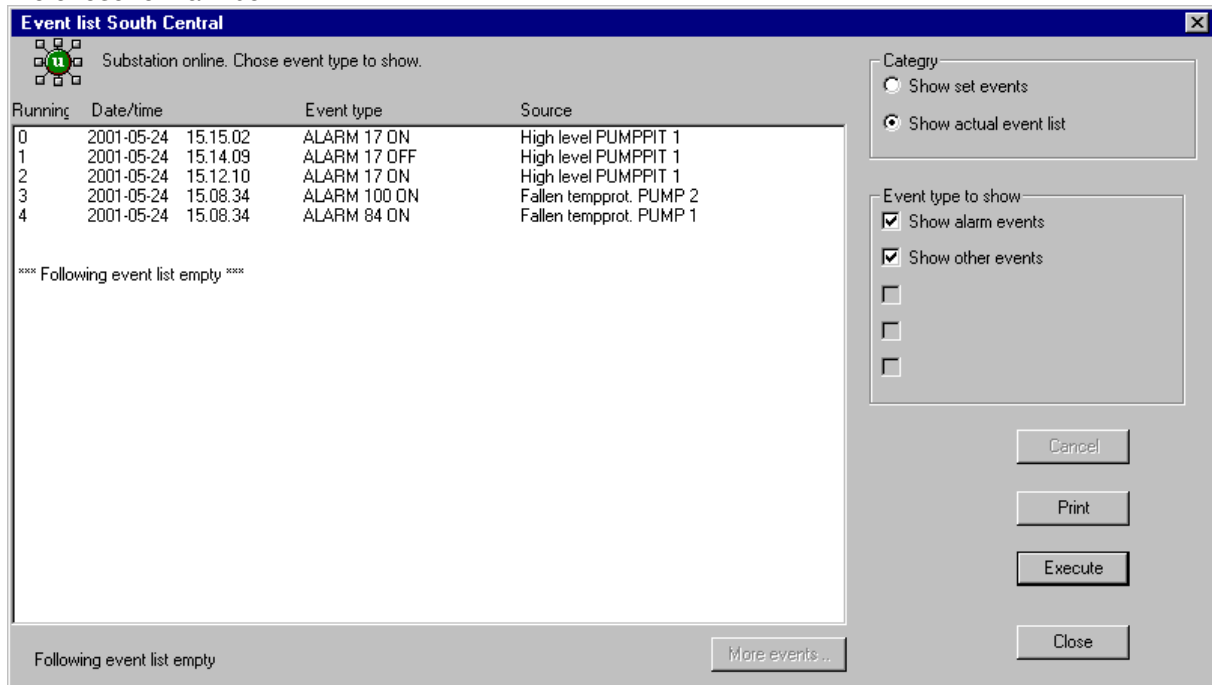 Event list South Central
Substation online. Chose event type to show.
Running Date/time Event type Source
0 2001-05-24 15.15.02 ALARM 17 ON High level PUMPPIT 1
1 2001-05-24 15.14.09 ALARM 17 OFF High level PUMPPIT 1
2 2001-05-24 15.12.10 ALARM 17 ON High level PUMPPIT 1
3 2001-05-24 15.08.34 ALARM 100 ON Fallen tempprot. PUMP 2
4 2001-05-24 15.08.34 ALARM 84 ON Fallen tempprot. PUMP 1
*** Following event list empty ***
Following event list empty
More events ..
Categry
Show set events
Show actual event list
Event type to show
Show alarm events
Show other events
Cancel
Print
Execute
Close